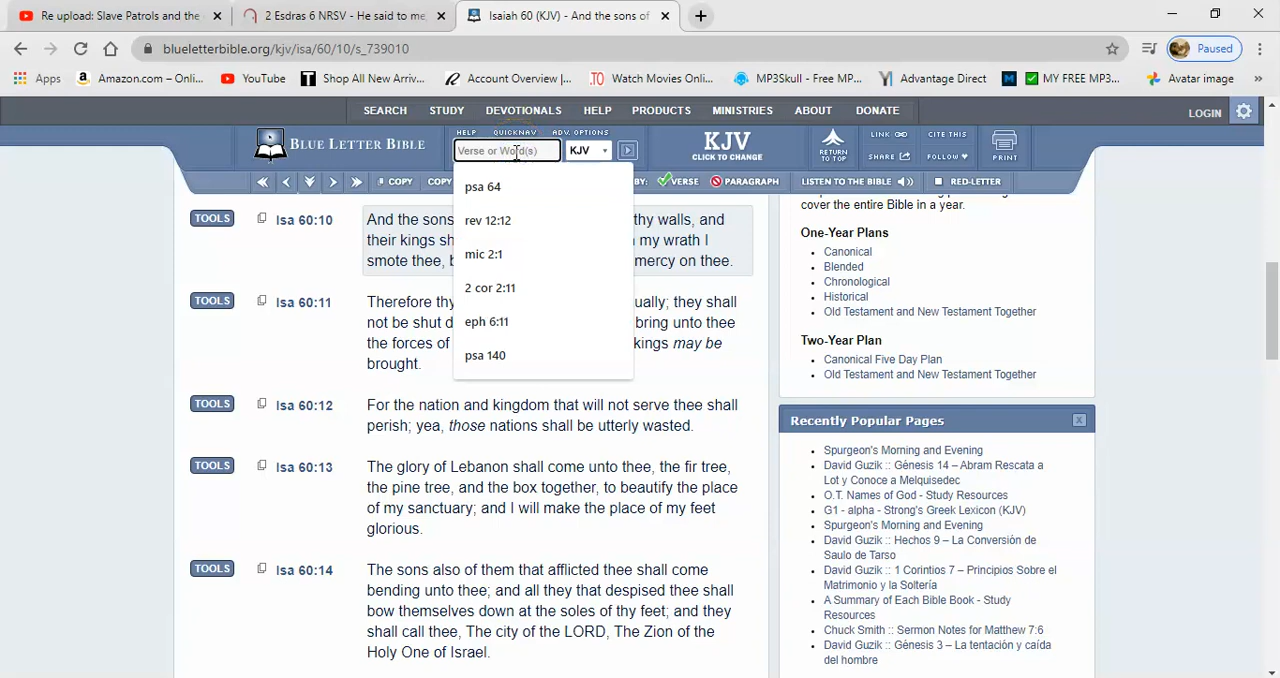 Re upload: Slave Patrols and the
2 Esdras 6 NRSV - He said to me,
Isaiah 60 (KJV) - And the sons of
blueletterbible.org/kjv/isa/60/10/s_739010
Paused
Apps
Amazon.com – Onli...
YouTube
Shop All New Arriv...
Account Overview |...
Watch Movies Onli...
MP3Skull - Free MP...
Advantage Direct
MY FREE MP3...
Avatar image
SEARCH STUDY DEVOTIONALS HELP PRODUCTS MINISTRIES ABOUT DONATE
LOGIN
BLUE LETTER BIBLE
HELP QUICKNAV ADV. OPTIONS
Verse or Word(s)
KJV
KJV
CLICK TO CHANGE
RETURN
TO TOP
LINK
CITE THIS
SHARE
FOLLOW
PRINT
COPY
COPY
BY:
VERSE
PARAGRAPH
LISTEN TO THE BIBLE
RED-LETTER
psa 64
rev 12:12
mic 2:1
2 cor 2:11
eph 6:11
psa 140
TOOLS Isa 60:10 And the sons thy walls, and
their kings sh my wrath I
smote thee, b mercy on thee.
TOOLS Isa 60:11 Therefore thy ually; they shall
not be shut d bring unto thee
the forces of kings may be
brought.
TOOLS Isa 60:12 For the nation and kingdom that will not serve thee shall
perish; yea, those nations shall be utterly wasted.
TOOLS Isa 60:13 The glory of Lebanon shall come unto thee, the fir tree,
the pine tree, and the box together, to beautify the place
of my sanctuary; and I will make the place of my feet
glorious.
TOOLS Isa 60:14 The sons also of them that afflicted thee shall come
bending unto thee; and all they that despised thee shall
bow themselves down at the soles of thy feet; and they
shall call thee, The city of the LORD, The Zion of the
Holy One of Israel.
cover the entire Bible in a year.
One-Year Plans
Canonical
Blended
Chronological
Historical
Old Testament and New Testament Together
Two-Year Plan
Canonical Five Day Plan
Old Testament and New Testament Together
Recently Popular Pages
Spurgeon's Morning and Evening
David Guzik :: Génesis 14 – Abram Rescata a
Lot y Conoce a Melquisedec
O.T. Names of God - Study Resources
G1 - alpha - Strong's Greek Lexicon (KJV)
Spurgeon's Morning and Evening
David Guzik :: Hechos 9 – La Conversión de
Saulo de Tarso
David Guzik :: 1 Corintios 7 – Principios Sobre el
Matrimonio y la Soltería
A Summary of Each Bible Book - Study
Resources
Chuck Smith :: Sermon Notes for Matthew 7:6
David Guzik :: Génesis 3 – La tentación y caída
del hombre